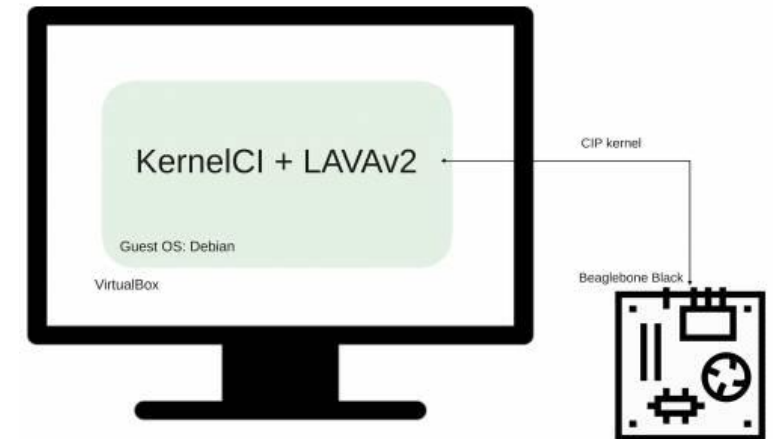 KernelCI + LAVAv2
Guest OS: Debian
VirtualBox
CIP kernel
Beaglebone Black